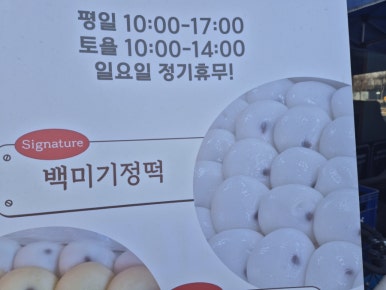 평일 10:00-17:00
토욜 10:00-14:00
일요일 정기휴무!
Signature
백미기정떡